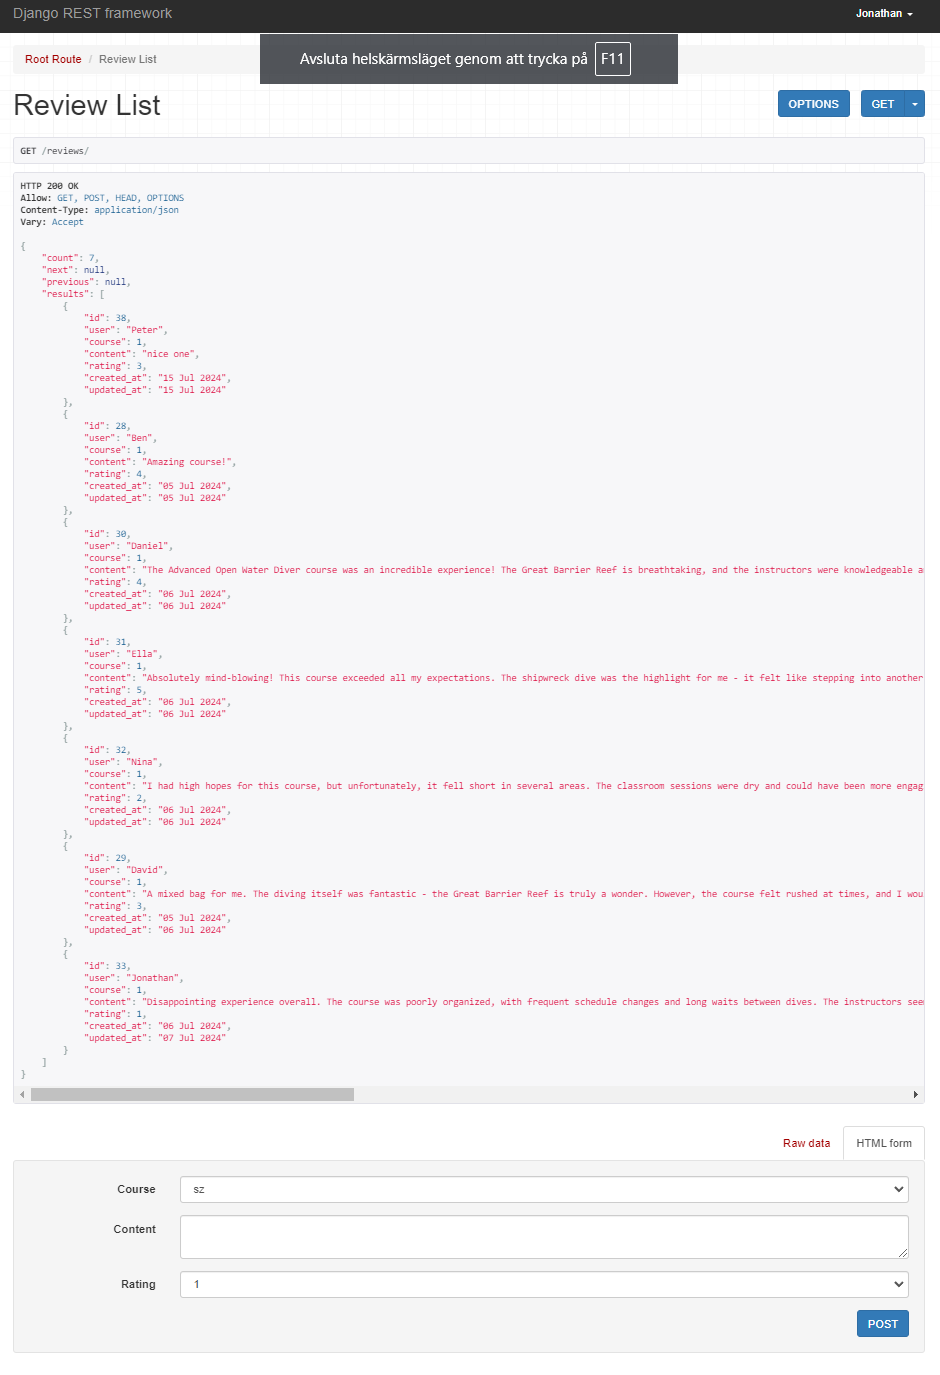 Django REST framework
Jonathan
Root Route / Review List
Avsluta helskärmsläget genom att trycka på F11
Review List
OPTIONS
GET
GET /reviews/
HTTP 200 OK
Allow: GET, POST, HEAD, OPTIONS
Content-Type: application/json
Vary: Accept
{
"count": 7,
"next": null,
"previous": null,
"results": [
{
"id": 38,
"user": "Peter",
"course": 1,
"content": "nice one",
"rating": 3,
"created_at": "15 Jul 2024",
"updated_at": "15 Jul 2024"
},
{
"id": 28,
"user": "Ben",
"course": 1,
"content": "Amazing course!",
"rating": 4,
"created_at": "05 Jul 2024",
"updated_at": "05 Jul 2024"
},
{
"id": 30,
"user": "Daniel",
"course": 1,
"content": "The Advanced Open Water Diver course was an incredible experience! The Great Barrier Reef is breathtaking, and the instructors were knowledgeable a
"rating": 4,
"created_at": "06 Jul 2024",
"updated_at": "06 Jul 2024"
},
{
"id": 31,
"user": "Ella",
"course": 1,
"content": "Absolutely mind-blowing! This course exceeded all my expectations. The shipwreck dive was the highlight for me - it felt like stepping into another
"rating": 5,
"created_at": "06 Jul 2024",
"updated_at": "06 Jul 2024"
},
{
"id": 32,
"user": "Nina",
"course": 1,
"content": "I had high hopes for this course, but unfortunately, it fell short in several areas. The classroom sessions were dry and could have been more engag
"rating": 2,
"created_at": "06 Jul 2024",
"updated_at": "06 Jul 2024"
},
{
"id": 29,
"user": "David",
"course": 1,
"content": "A mixed bag for me. The diving itself was fantastic - the Great Barrier Reef is truly a wonder. However, the course felt rushed at times, and I wou
"rating": 3,
"created_at": "05 Jul 2024",
"updated_at": "06 Jul 2024"
},
{
"id": 33,
"user": "Jonathan",
"course": 1,
"content": "Disappointing experience overall. The course was poorly organized, with frequent schedule changes and long waits between dives. The instructors see
"rating": 1,
"created_at": "06 Jul 2024",
"updated_at": "07 Jul 2024"
}
]
}
Raw data
HTML form
Course
sz
Content
Rating
1
POST